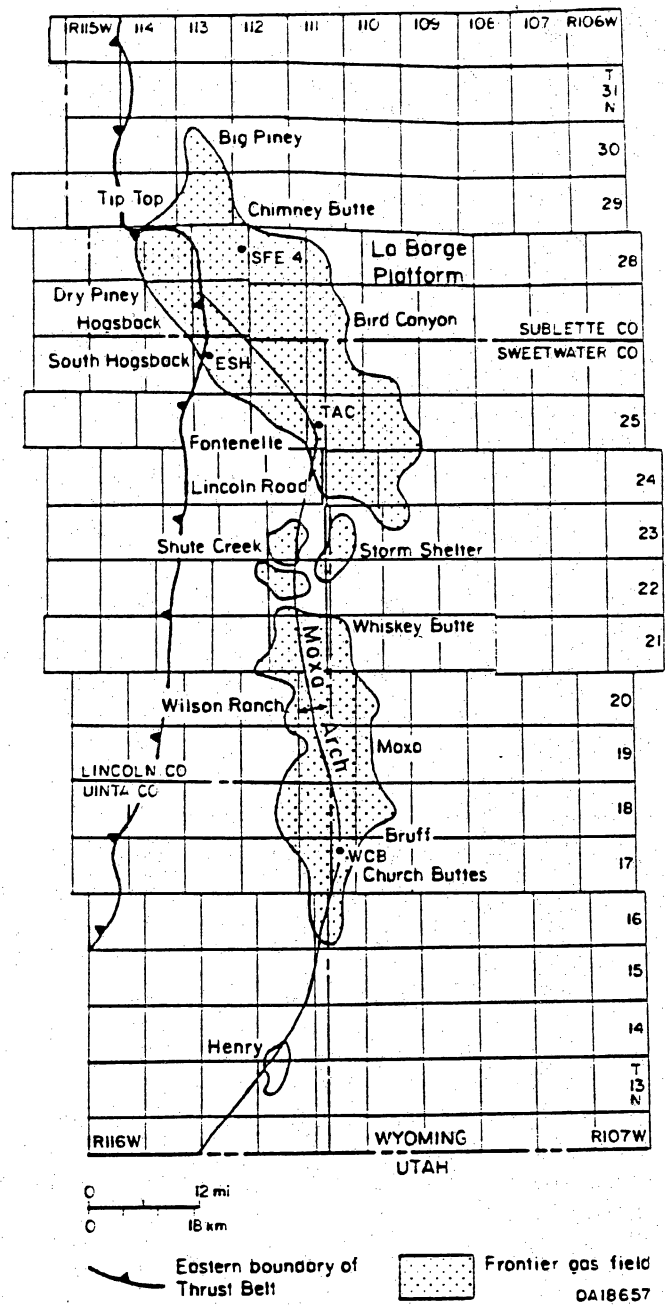 R115W 114 113 112 111 110 109 108 107 R106W
T
31
N
Big Piney
30
Tip Top
Chimney Butte
29
SFE 4
La Barge
Platform
28
Dry Piney
Hogsback
Bird Canyon
SUBLETTE CO
SWEETWATER CO
South Hogsback
ESH
TAC
25
Fontenelle
24
Lincoln Road
23
Shute Creek
Storm Shelter
22
Whiskey Butte
21
Moxa Arch
Wilson Ranch
20
Moxa
19
LINCOLN CO
UINTA CO
18
Bruff
WCB
Church Buttes
17
16
15
14
Henry
T
13
N
R116W
WYOMING
R107W
UTAH
0 12 mi
0 18 km
Eastern boundary of
Thrust Belt
Frontier gas field
DA18657